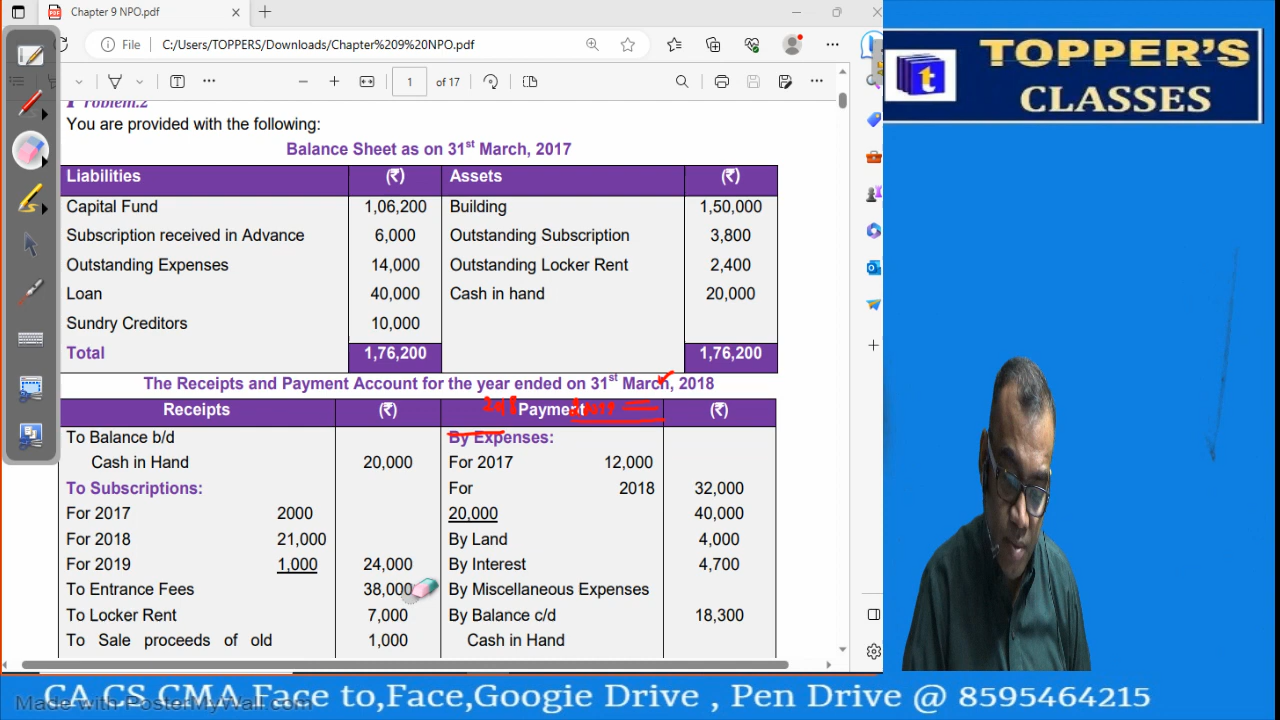 Chapter 9 NPO.pdf
File C:/Users/TOPPERS/Downloads/Chapter%209%20NPO.pdf
1 of 17
TOPPER'S
CLASSES
Problem.2
You are provided with the following:
Balance Sheet as on 31st March, 2017
Liabilities (₹) Assets (₹)
Capital Fund 1,06,200 Building 1,50,000
Subscription received in Advance 6,000 Outstanding Subscription 3,800
Outstanding Expenses 14,000 Outstanding Locker Rent 2,400
Loan 40,000 Cash in hand 20,000
Sundry Creditors 10,000
Total 1,76,200 1,76,200
The Receipts and Payment Account for the year ended on 31st March, 2018
Receipts (₹) Payment (₹)
To Balance b/d By Expenses:
Cash in Hand 20,000 For 2017 12,000
To Subscriptions: For 2018 32,000
For 2017 2000 20,000 40,000
For 2018 21,000 By Land 4,000
For 2019 1,000 24,000 By Interest 4,700
To Entrance Fees 38,000 By Miscellaneous Expenses
To Locker Rent 7,000 By Balance c/d 18,300
To Sale proceeds of old 1,000 Cash in Hand
CA CS CMA Face to,Face,Googie Drive , Pen Drive @ 8595464215
Made with PosterMyWall.com